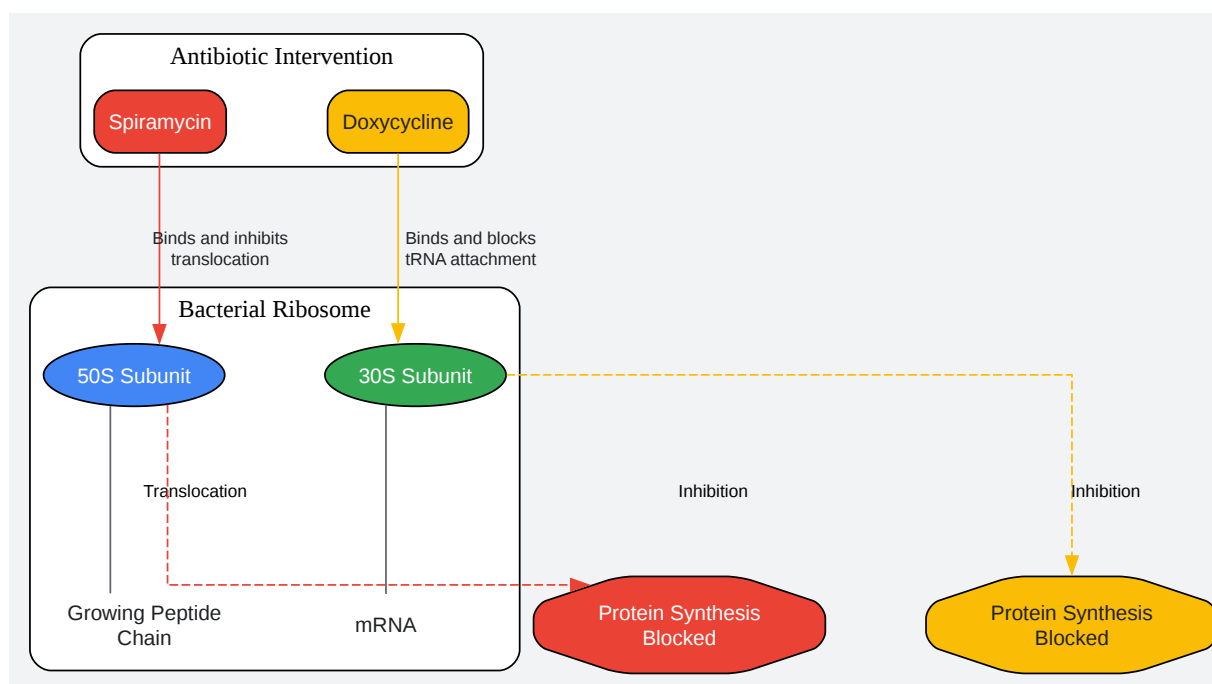 Antibiotic Intervention
Spiramycin
Doxycycline
Binds and inhibits
translocation
Binds and blocks
tRNA attachment
Bacterial Ribosome
50S Subunit
30S Subunit
Translocation
Inhibition
Inhibition
Growing Peptide
Chain
mRNA
Protein Synthesis
Blocked
Protein Synthesis
Blocked